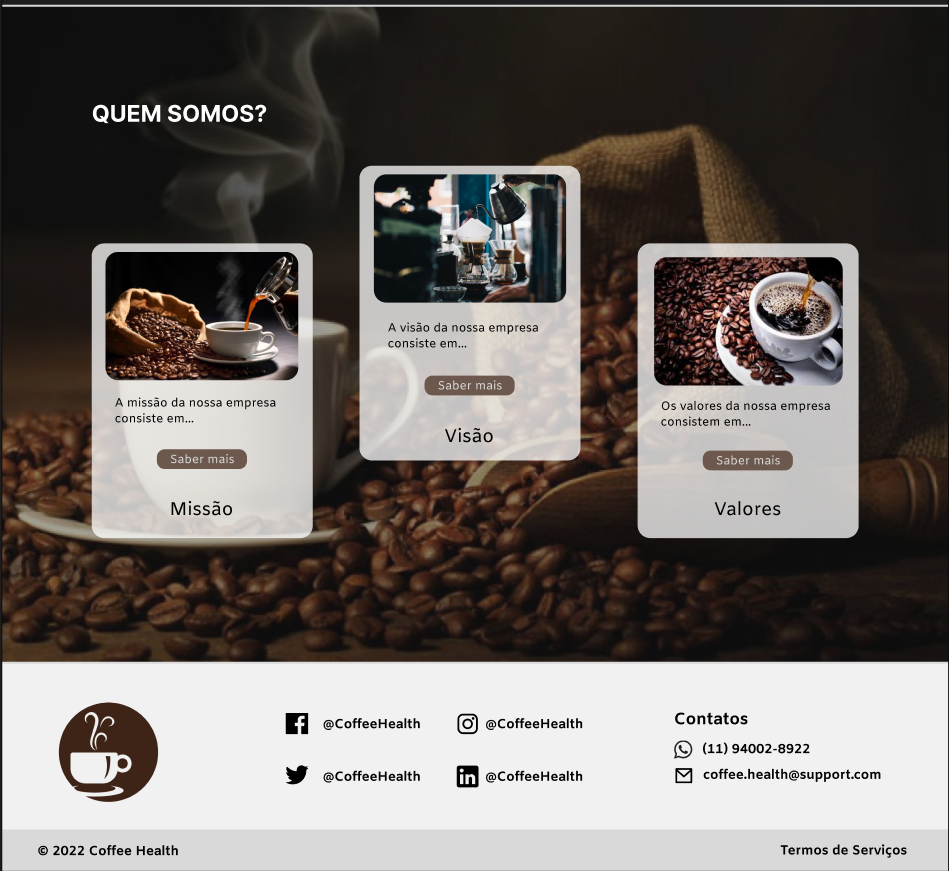 QUEM SOMOS?
A missão da nossa empresa
consiste em...
Saber mais
Missão
A visão da nossa empresa
consiste em...
Saber mais
Visão
Os valores da nossa empresa
consistem em...
Saber mais
Valores
@CoffeeHealth
@CoffeeHealth
@CoffeeHealth
@CoffeeHealth
Contatos
(11) 94002-8922
coffee.health@support.com
© 2022 Coffee Health
Termos de Serviços